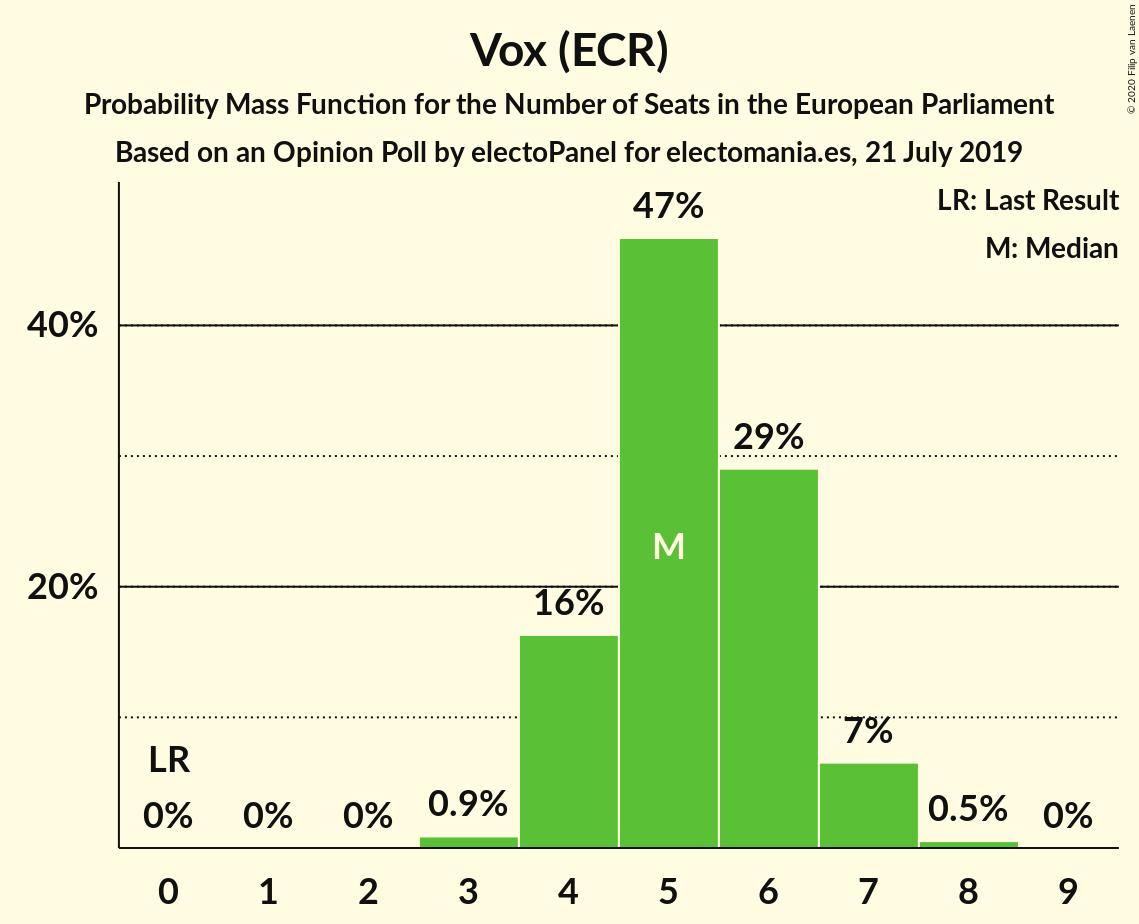 Vox (ECR)
Probability Mass Function for the Number of Seats in the European Parliament
Based on an Opinion Poll by electoPanel for electomania.es, 21 July 2019
© 2020 Filip van Laenen
LR: Last Result
M: Median
47%
40%
29%
M
20%
16%
7%
LR
0%
0%
0%
0.9%
0.5%
0%
0 1 2 3 4 5 6 7 8 9